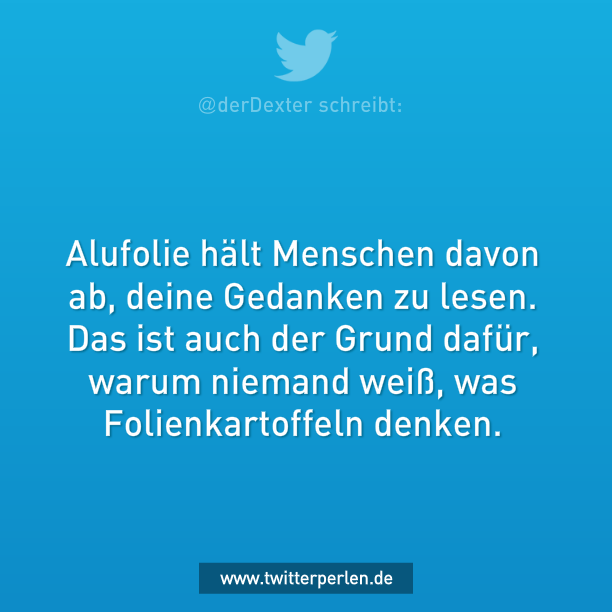 @derDexter schreibt:
Alufolie hält Menschen davon
ab, deine Gedanken zu lesen.
Das ist auch der Grund dafür,
warum niemand weiß, was
Folienkartoffeln denken.
www.twitterperlen.de